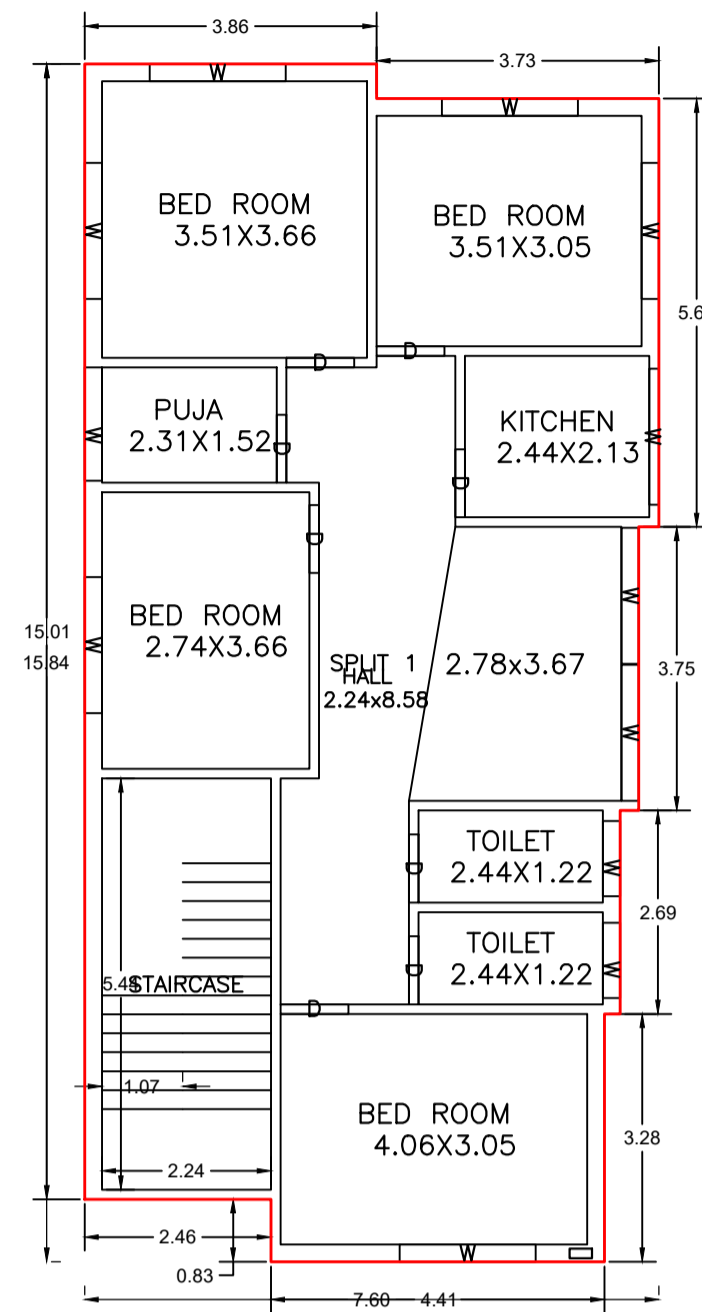 3.86
3.73
W
W
BED ROOM
3.51X3.66
BED ROOM
3.51X3.05
W
W
5.6
D
D
PUJA
2.31X1.52
KITCHEN
2.44X2.13
W
W
D
D
D
BED ROOM
2.74X3.66
W
W
15.01
15.84
SPLIT 1
HALL
2.24x8.58
2.78x3.67
3.75
W
TOILET
2.44X1.22
D
W
2.69
TOILET
2.44X1.22
D
W
STAIRCASE
D
1.07
BED ROOM
4.06X3.05
3.28
2.24
2.46
W
0.83
7.60
4.41